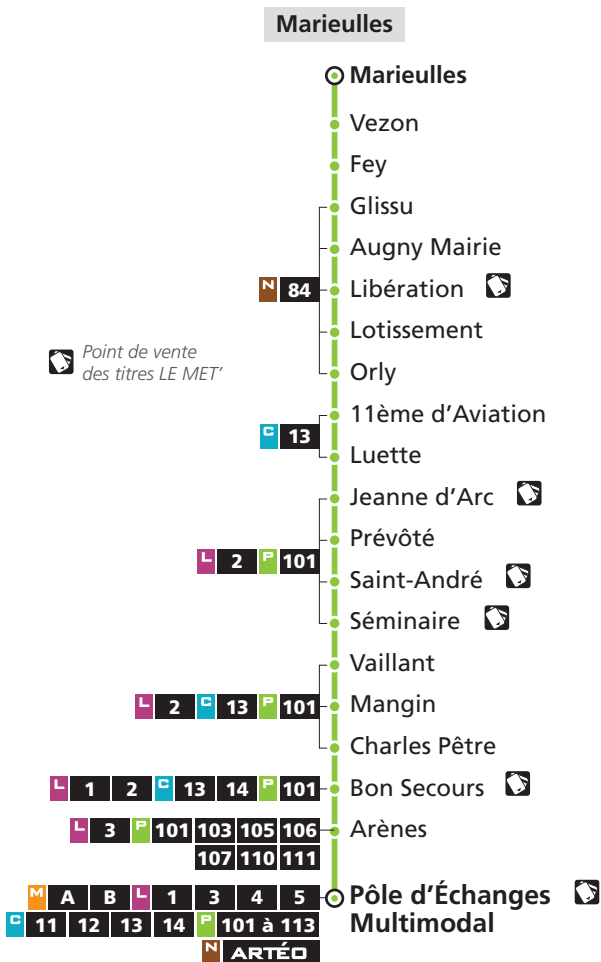 Marieulles
Marieulles
Vezon
Fey
Glissu
Augny Mairie
N 84 Libération
Lotissement
Point de vente
des titres LE MET’
Orly
11ème d’Aviation
C 13
Luette
Jeanne d’Arc
Prévôté
L 2 P 101
Saint-André
Séminaire
Vaillant
L 2 C 13 P 101 Mangin
Charles Pêtre
L 1 2 C 13 14 P 101 Bon Secours
L 3 P 101 103 105 106 Arènes
107 110 111
M A B L 1 3 4 5 Pôle d’Échanges
C 11 12 13 14 P 101 à 113 Multimodal
N ARTÉO